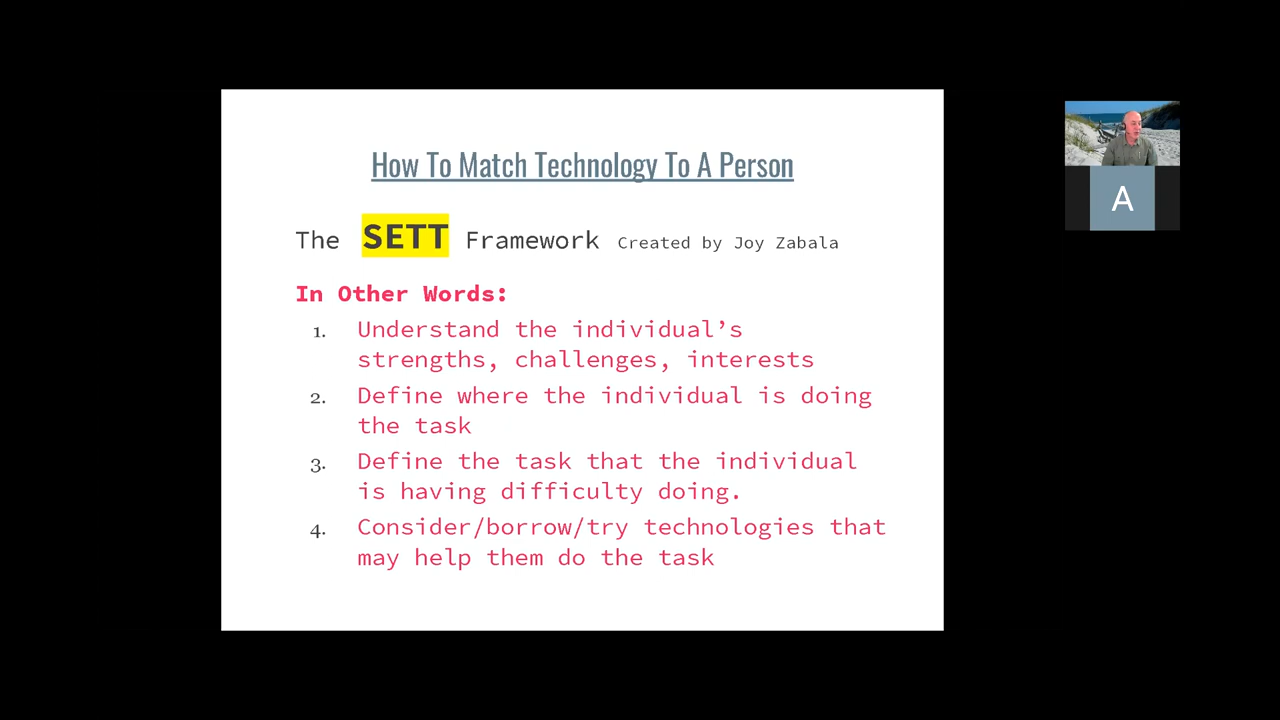 How To Match Technology To A Person
The SETT Framework Created by Joy Zabala
In Other Words:
1. Understand the individual’s
strengths, challenges, interests
2. Define where the individual is doing
the task
3. Define the task that the individual
is having difficulty doing.
4. Consider/borrow/try technologies that
may help them do the task
A